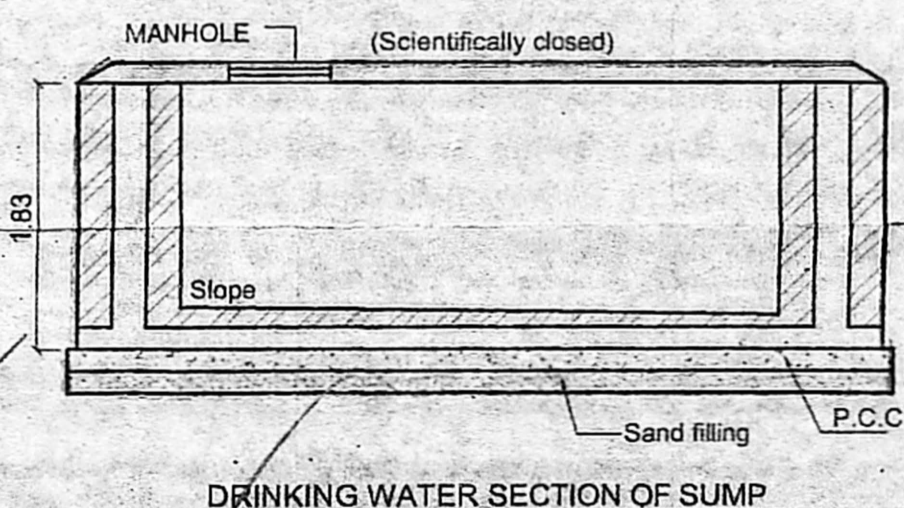 MANHOLE
(Scientifically closed)
1.83
Slope
P.C.C
Sand filling
DRINKING WATER SECTION OF SUMP